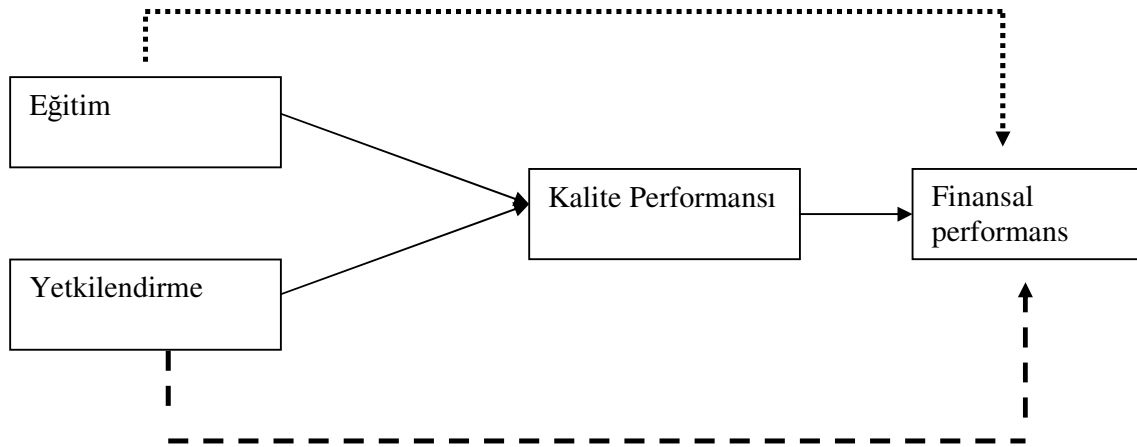 Eğitim
Kalite Performansı
Finansal
performans
Yetkilendirme